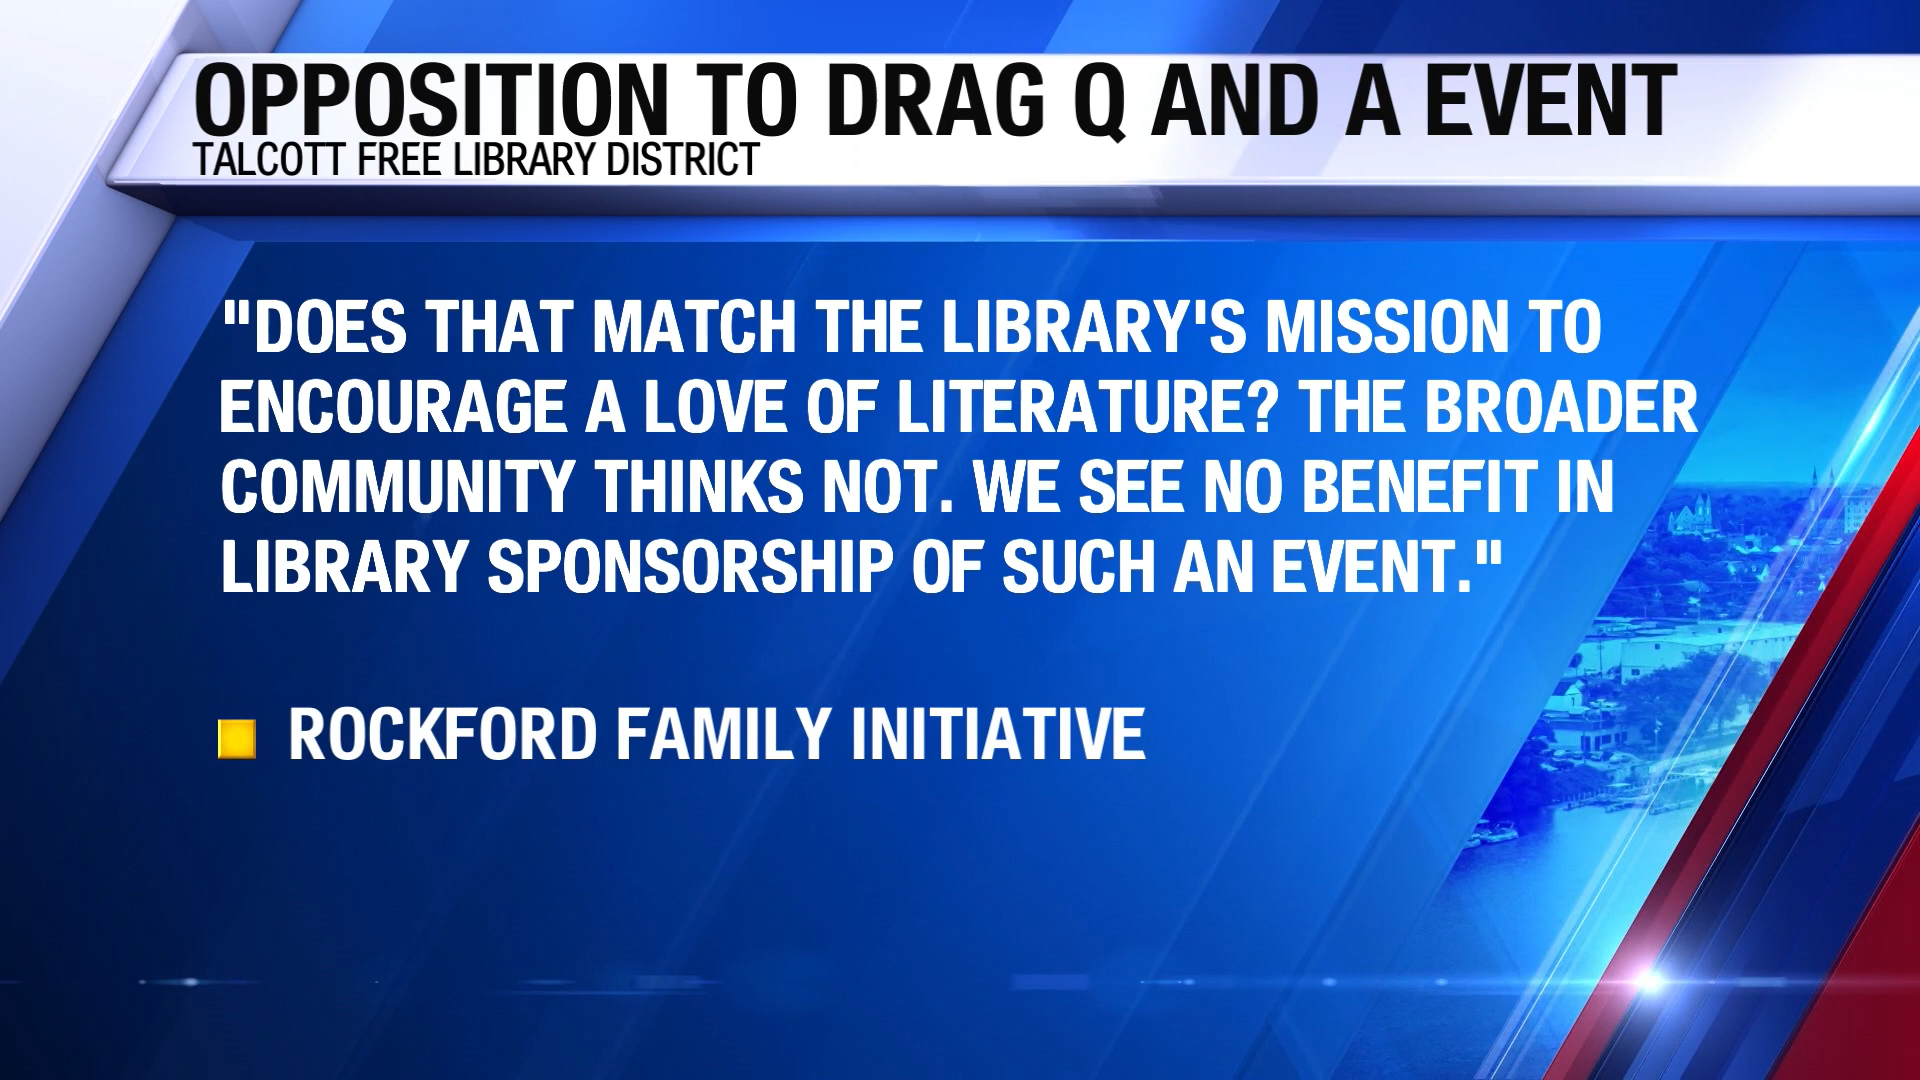 OPPOSITION TO DRAG Q AND A EVENT
TALCOTT FREE LIBRARY DISTRICT
"DOES THAT MATCH THE LIBRARY'S MISSION TO
ENCOURAGE A LOVE OF LITERATURE? THE BROADER
COMMUNITY THINKS NOT. WE SEE NO BENEFIT IN
LIBRARY SPONSORSHIP OF SUCH AN EVENT."
ROCKFORD FAMILY INITIATIVE